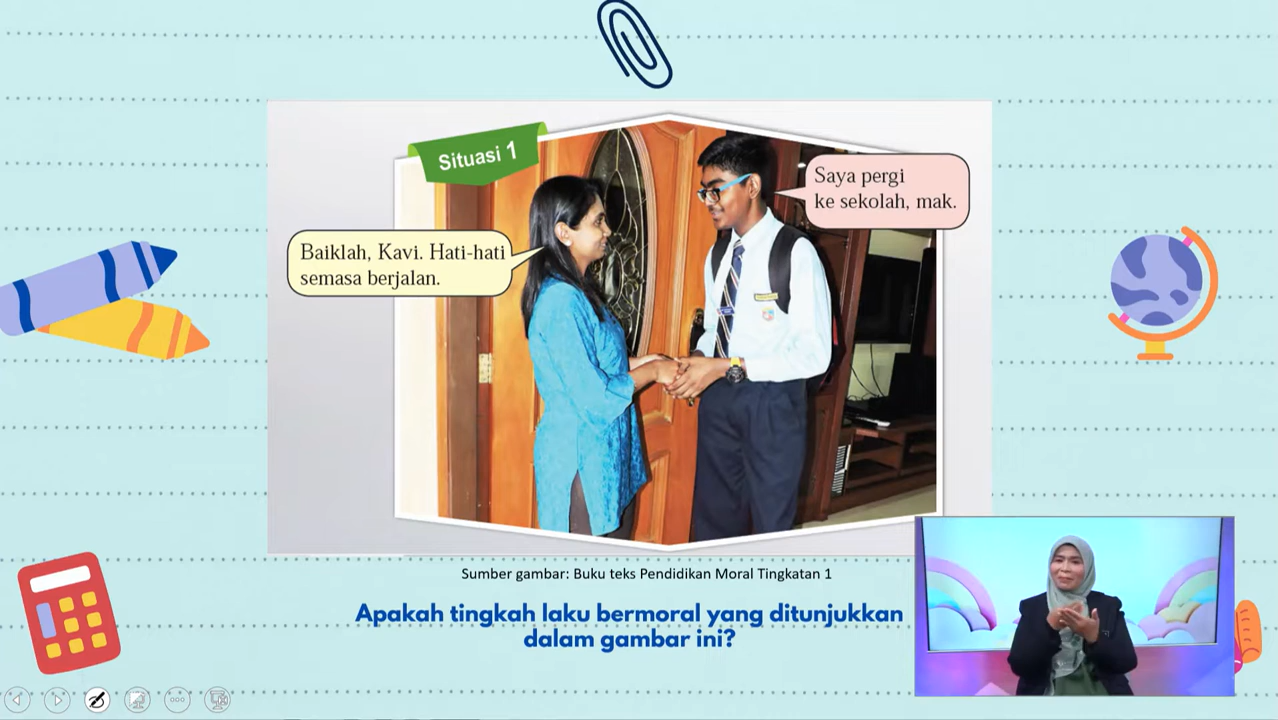 Situasi 1
Saya pergi
ke sekolah, mak.
Baiklah, Kavi. Hati-hati
semasa berjalan.
Sumber gambar: Buku teks Pendidikan Moral Tingkatan 1
Apakah tingkah laku bermoral yang ditunjukkan
dalam gambar ini?